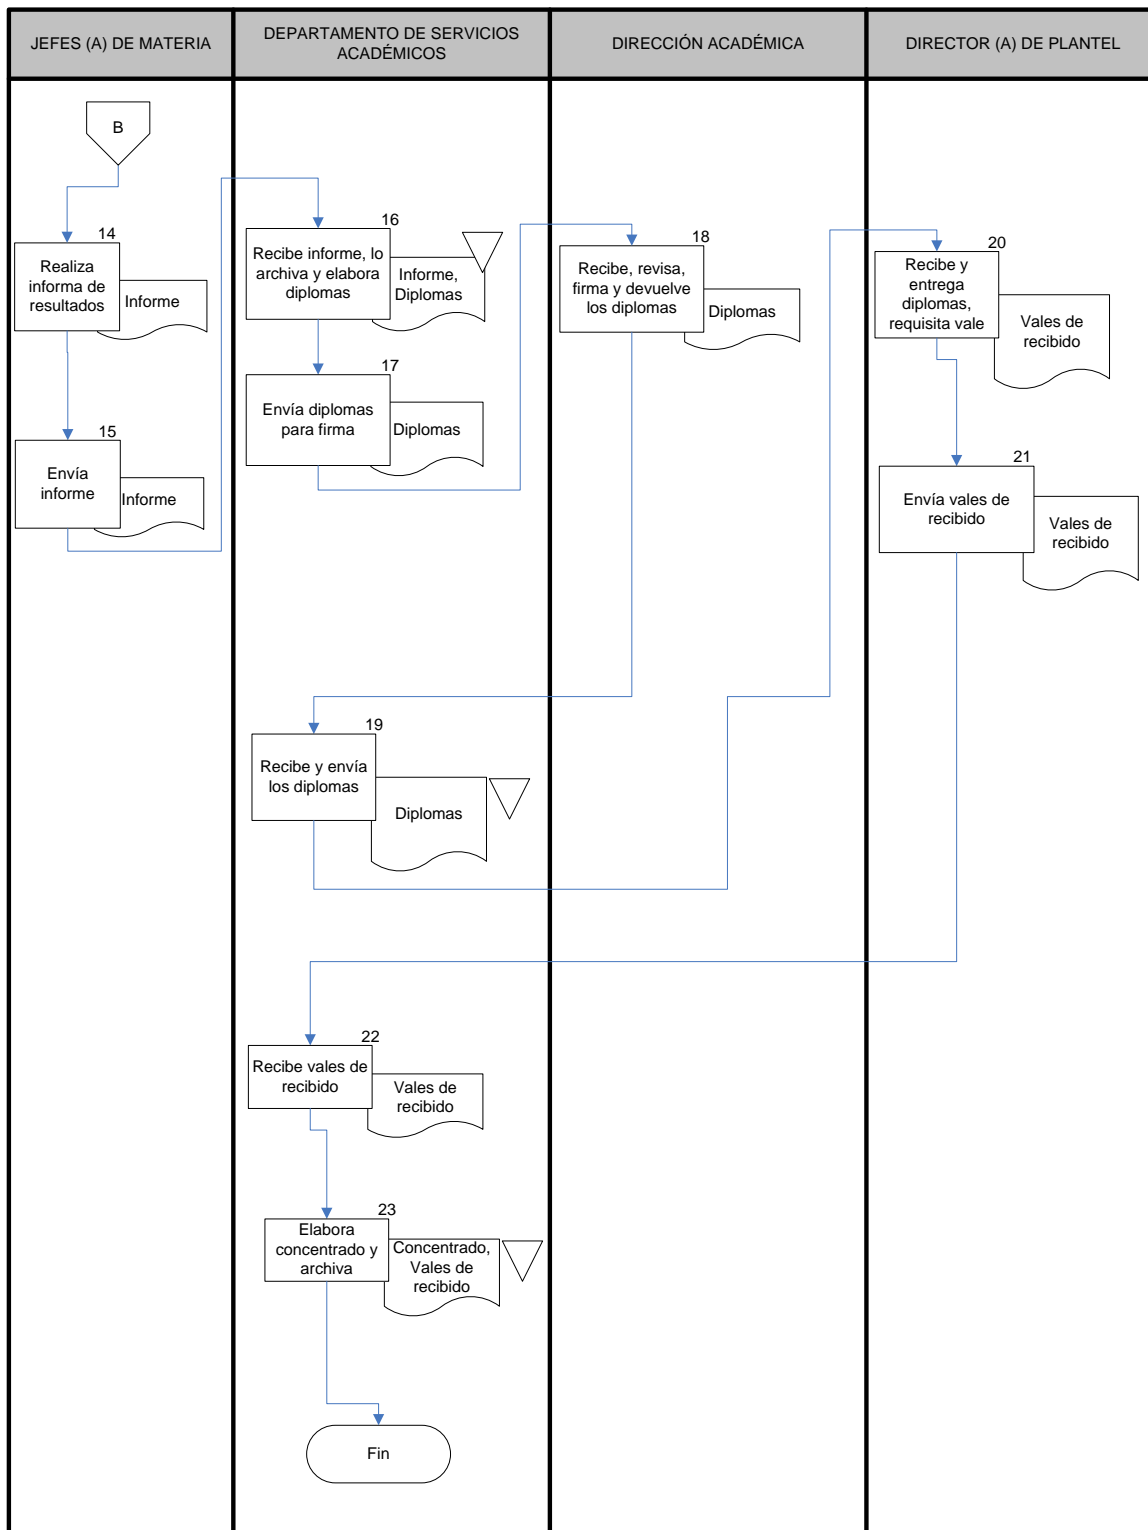 JEFES (A) DE MATERIA
DEPARTAMENTO DE SERVICIOS
ACADÉMICOS
DIRECCIÓN ACADÉMICA
DIRECTOR (A) DE PLANTEL
B
14
Realiza
informa de
resultados
Informe
15
Envía
informe
Informe
16
Recibe informe, lo
archiva y elabora
diplomas
Informe,
Diplomas
17
Envía diplomas
para firma
Diplomas
18
Recibe, revisa,
firma y devuelve
los diplomas
Diplomas
19
Recibe y envía
los diplomas
Diplomas
20
Recibe y
entrega
diplomas,
requisita vale
Vales de
recibido
21
Envía vales de
recibido
Vales de
recibido
22
Recibe vales de
recibido
Vales de
recibido
23
Elabora
concentrado y
archiva
Concentrado,
Vales de
recibido
Fin